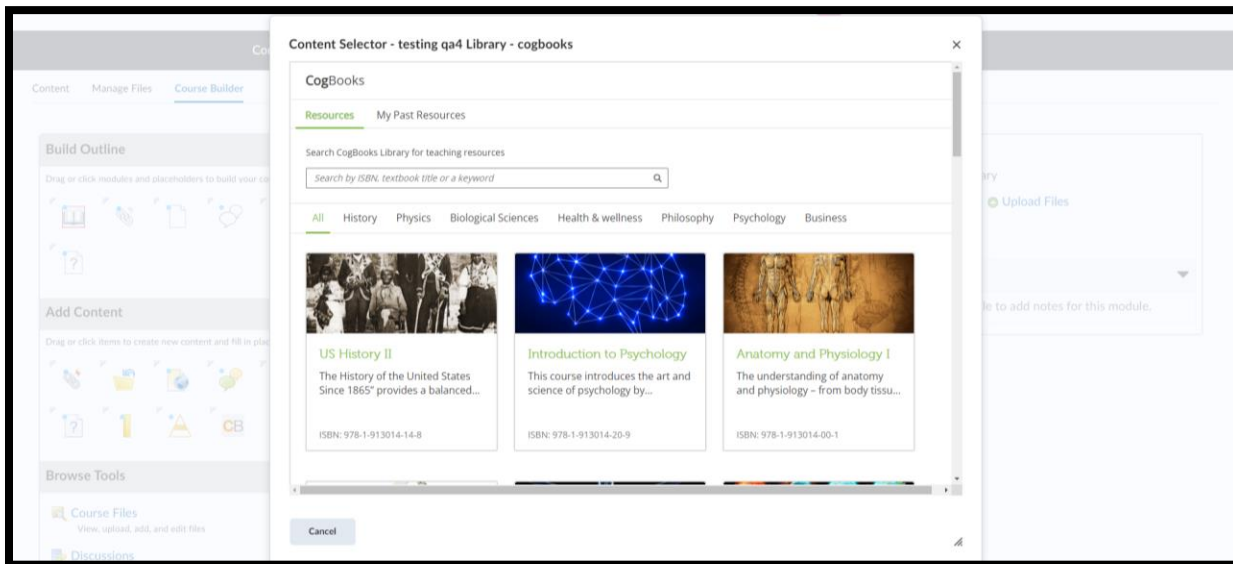 Content Selector - testing qa4 Library - cogbooks
×
CogBooks
Resources My Past Resources
Search CogBooks Library for teaching resources
Search by ISBN, textbook title or a keyword
All History Physics Biological Sciences Health & wellness Philosophy Psychology Business
US History II
The History of the United States
Since 1865” provides a balanced...
ISBN: 978-1-913014-14-8
Introduction to Psychology
This course introduces the art and
science of psychology by...
ISBN: 978-1-913014-20-9
Anatomy and Physiology I
The understanding of anatomy
and physiology – from body tissu...
ISBN: 978-1-913014-00-1
Cancel
Content Manage Files Course Builder
Build Outline
Drag or click modules and placeholders to build your
Add Content
Drag or click items to create new content and fill in
CB
Browse Tools
Course Files
View, upload, add, and edit files
Discussions
Upload Files
to add notes for this module.